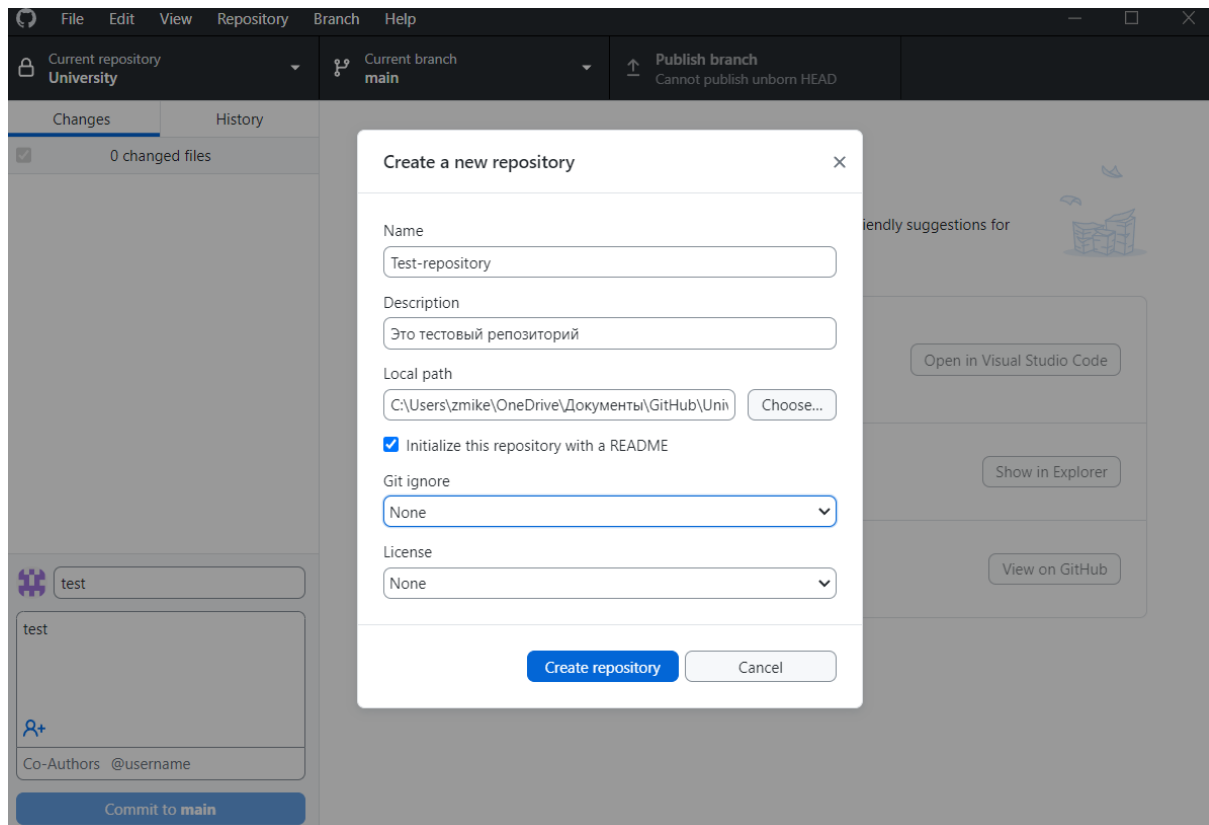 File Edit View Repository Branch Help
Current repository
University
Current branch
main
Publish branch
Cannot publish unborn HEAD
Changes History
0 changed files
Create a new repository
Name
Test-repository
Description
Это тестовый репозиторий
Local path
C:\Users\zmike\OneDrive\Документы\GitHub\Uni
Choose...
Initialize this repository with a README
Git ignore
None
License
None
Create repository Cancel
iendly suggestions for
Open in Visual Studio Code
Show in Explorer
View on GitHub
test
test
Co-Authors @username
Commit to main